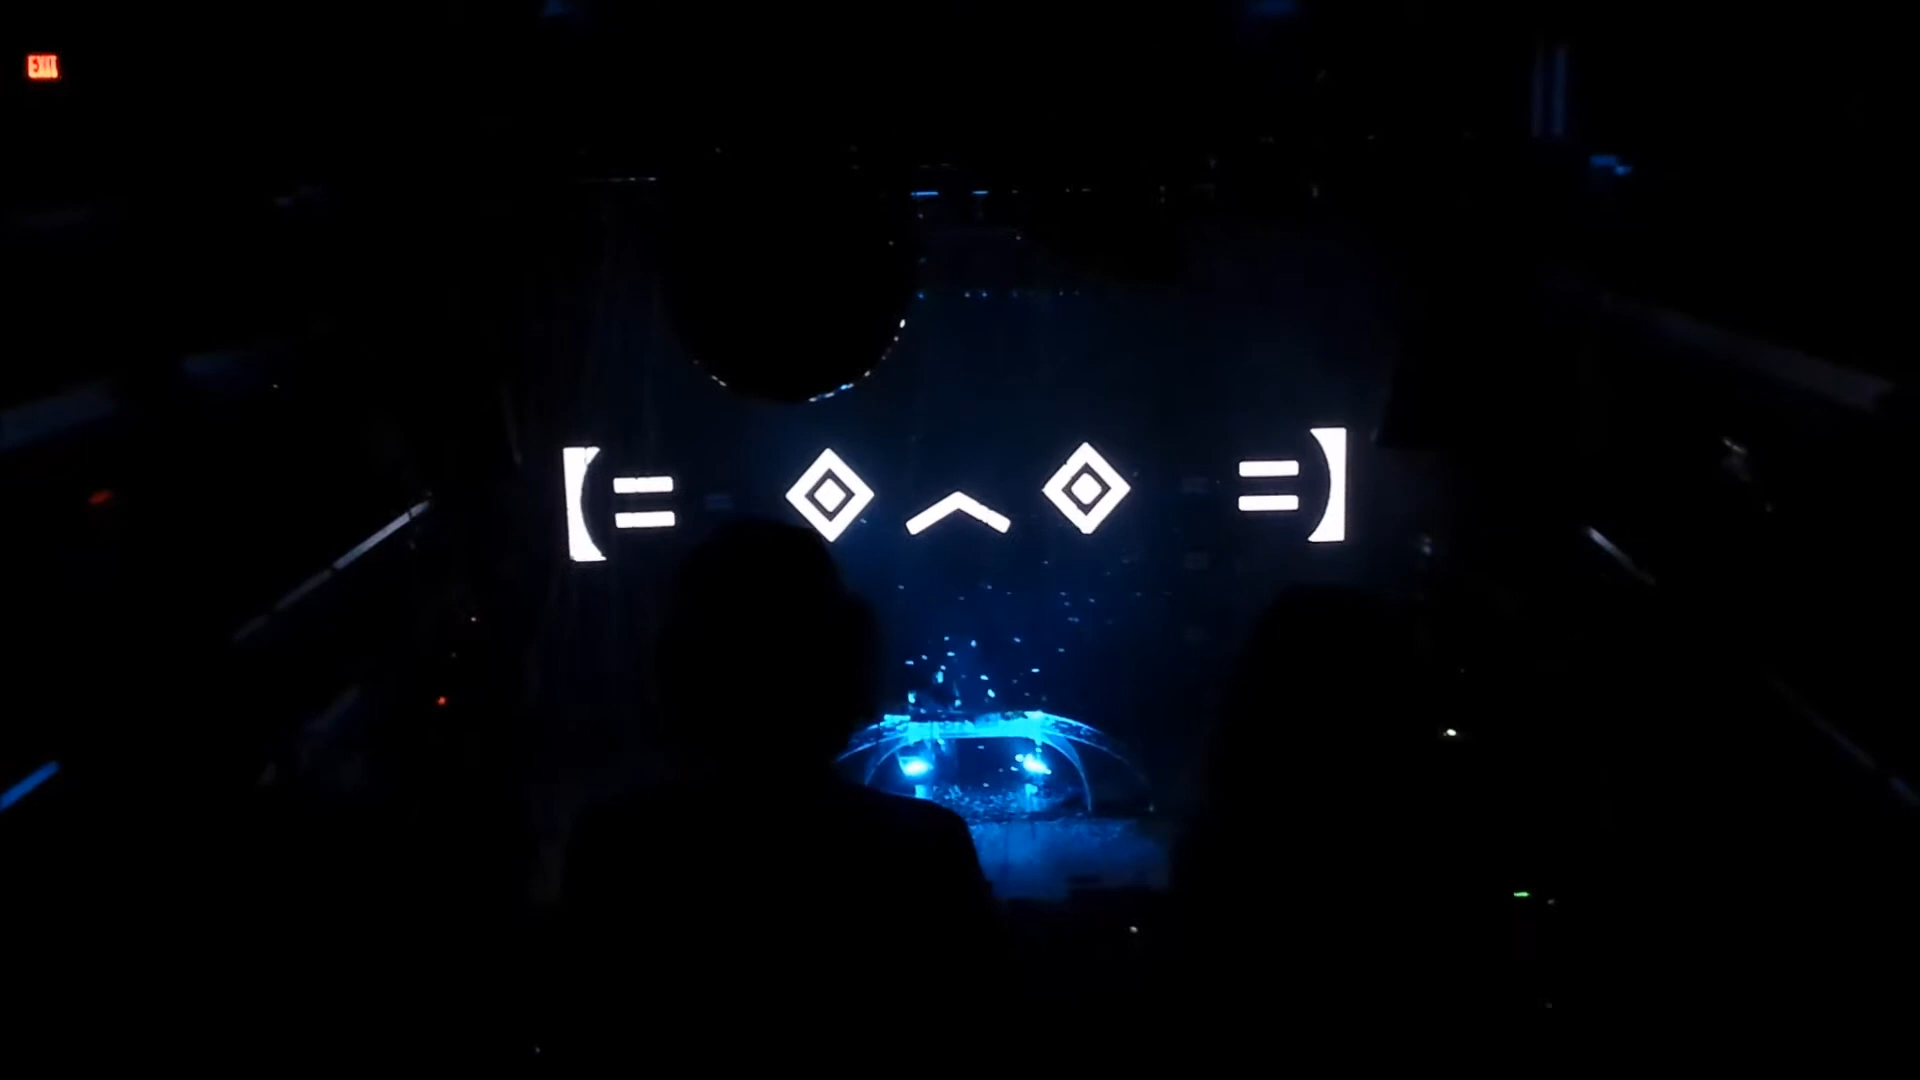 EXIT
【= ◈ ︿ ◈ =】